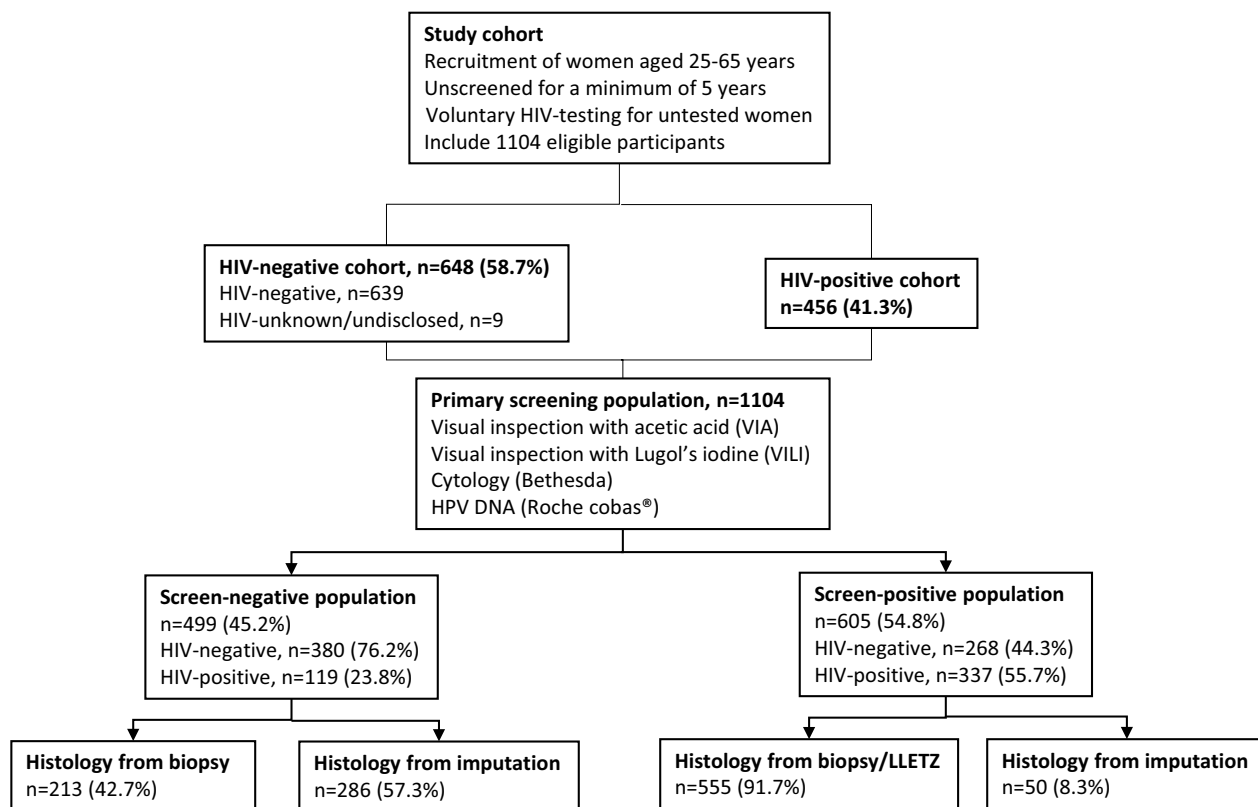 Study cohort
Recruitment of women aged 25-65 years
Unscreened for a minimum of 5 years
Voluntary HIV-testing for untested women
Include 1104 eligible participants
HIV-negative cohort, n=648 (58.7%)
HIV-negative, n=639
HIV-unknown/undisclosed, n=9
HIV-positive cohort
n=456 (41.3%)
Primary screening population, n=1104
Visual inspection with acetic acid (VIA)
Visual inspection with Lugol’s iodine (VILI)
Cytology (Bethesda)
HPV DNA (Roche cobas®)
Screen-negative population
n=499 (45.2%)
HIV-negative, n=380 (76.2%)
HIV-positive, n=119 (23.8%)
Screen-positive population
n=605 (54.8%)
HIV-negative, n=268 (44.3%)
HIV-positive, n=337 (55.7%)
Histology from biopsy
n=213 (42.7%)
Histology from imputation
n=286 (57.3%)
Histology from biopsy/LLETZ
n=555 (91.7%)
Histology from imputation
n=50 (8.3%)